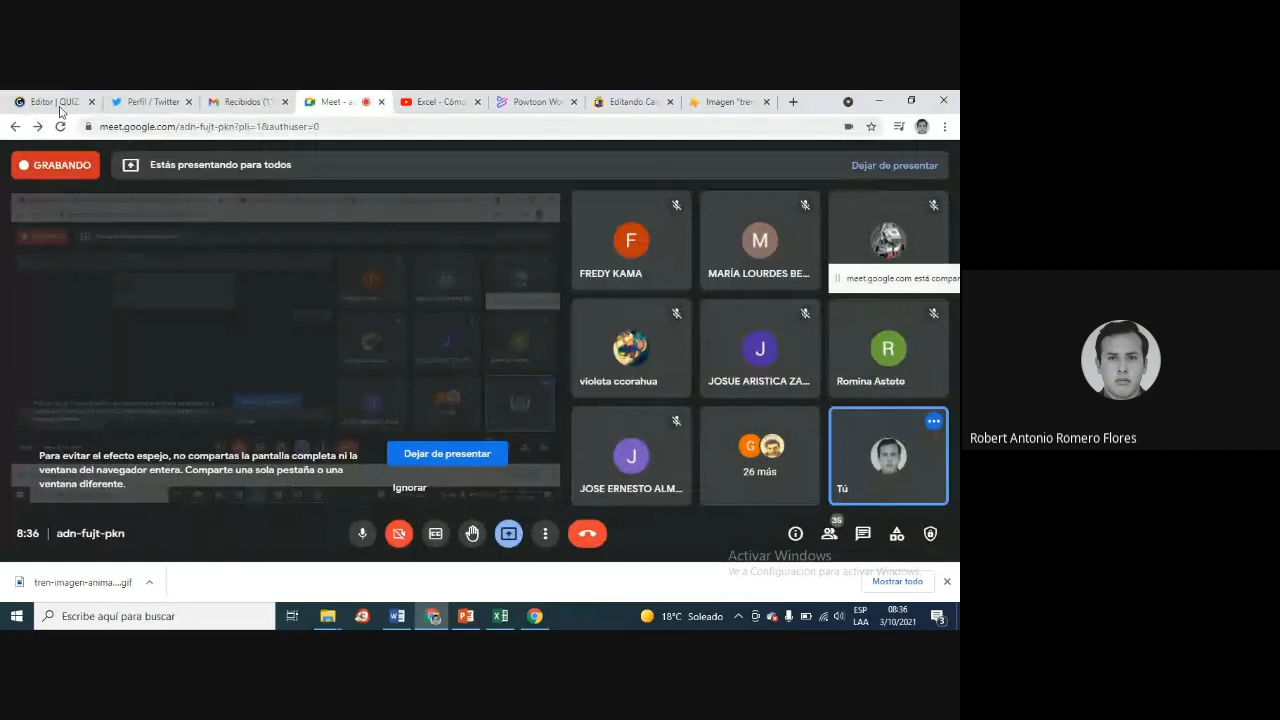 Editor | QUIZ
Perfil / Twitter
Recibidos (1
Meet - a
Excel - Cómo
Powtoon Wo
Editando Ca
Imagen "tre
meet.google.com/adn-fujt-pkn?pli=1&authuser=0
GRABANDO
Estás presentando para todos
Dejar de presentar
F
FREDY KAMA
M
MARÍA LOURDES BE...
meet.google.com está compar
violeta ccorahua
J
JOSUE ARISTICA ZA...
R
Romina Astete
Para evitar el efecto espejo, no compartas la pantalla completa ni la
ventana del navegador entera. Comparte una sola pestaña o una
ventana diferente.
Dejar de presentar
Ignorar
J
JOSE ERNESTO ALM...
G
26 más
Tú
Robert Antonio Romero Flores
8:36 | adn-fujt-pkn
35
Activar Windows
Ve a Configuración para activar Windows.
tren-imagen-anima....gif
Mostrar todo
Escribe aquí para buscar
18°C Soleado
ESP
LAA
08:36
3/10/2021
3